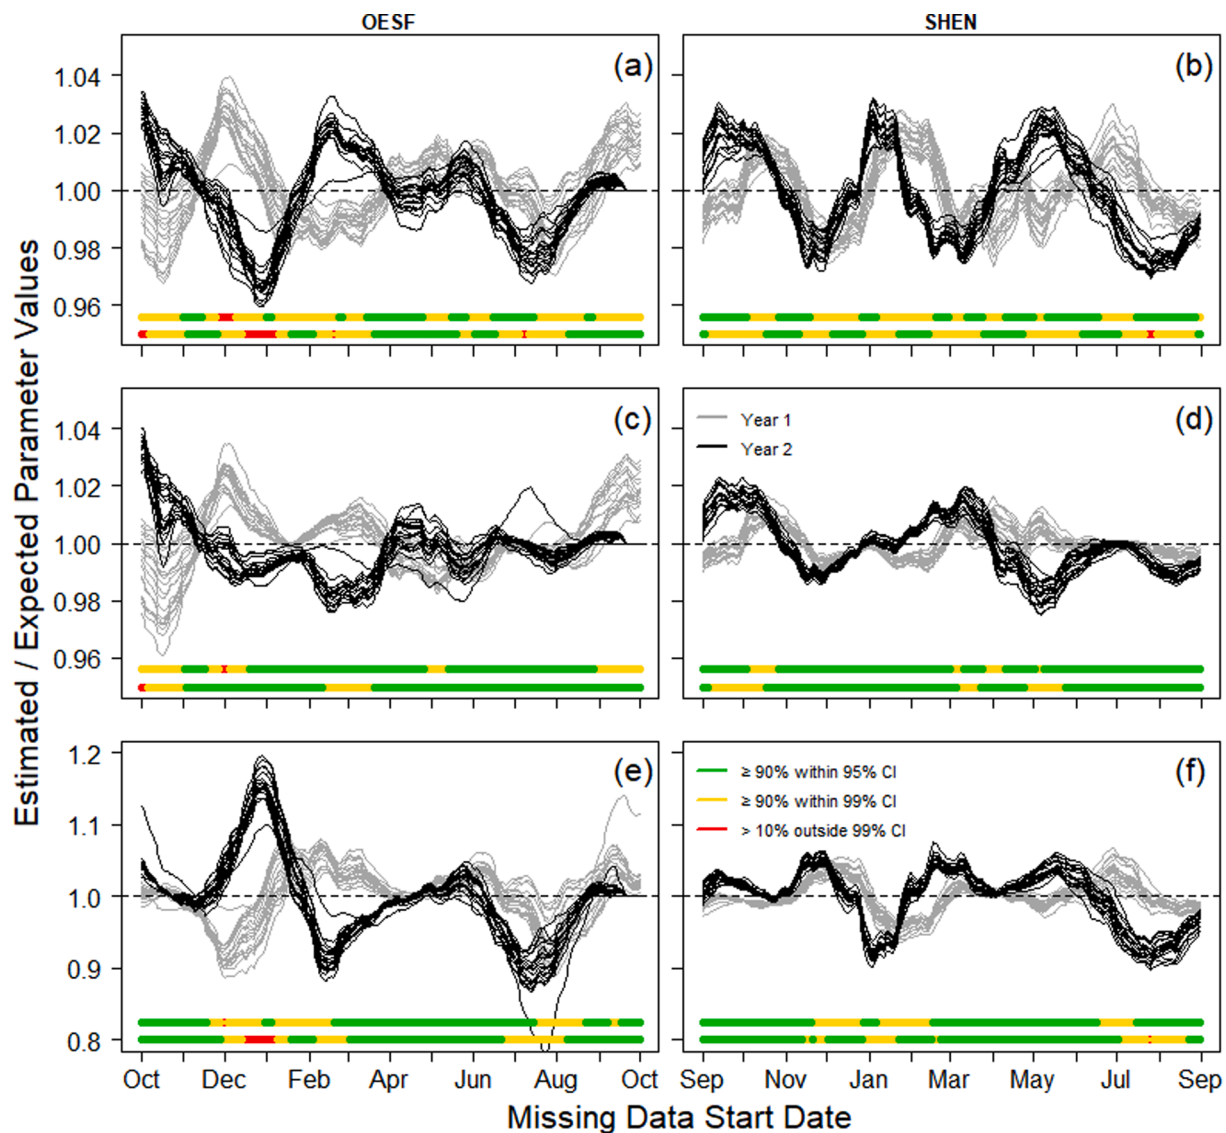 OESF
SHEN
Estimated / Expected Parameter Values
(a)
1.04
1.02
1.00
0.98
0.96
(b)
(c)
1.04
1.02
1.00
0.98
0.96
(d)
Year 1
Year 2
(e)
1.2
1.1
1.0
0.9
0.8
(f)
≥ 90% within 95% CI
≥ 90% within 99% CI
> 10% outside 99% CI
Oct Dec Feb Apr Jun Aug Oct
Sep Nov Jan Mar May Jul Sep
Missing Data Start Date